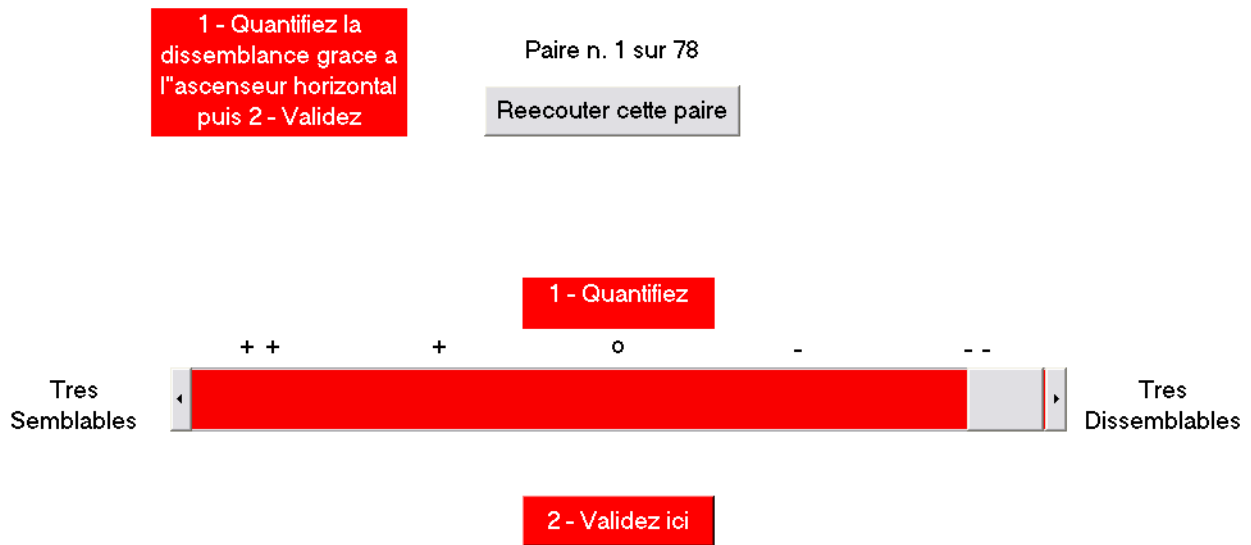 1 - Quantifiez la
dissemblance grace a
l"ascenseur horizontal
puis 2 - Validez
Paire n. 1 sur 78
Reecouter cette paire
1 - Quantifiez
+ + + o - - -
Tres
Semblables
Tres
Dissemblables
2 - Validez ici